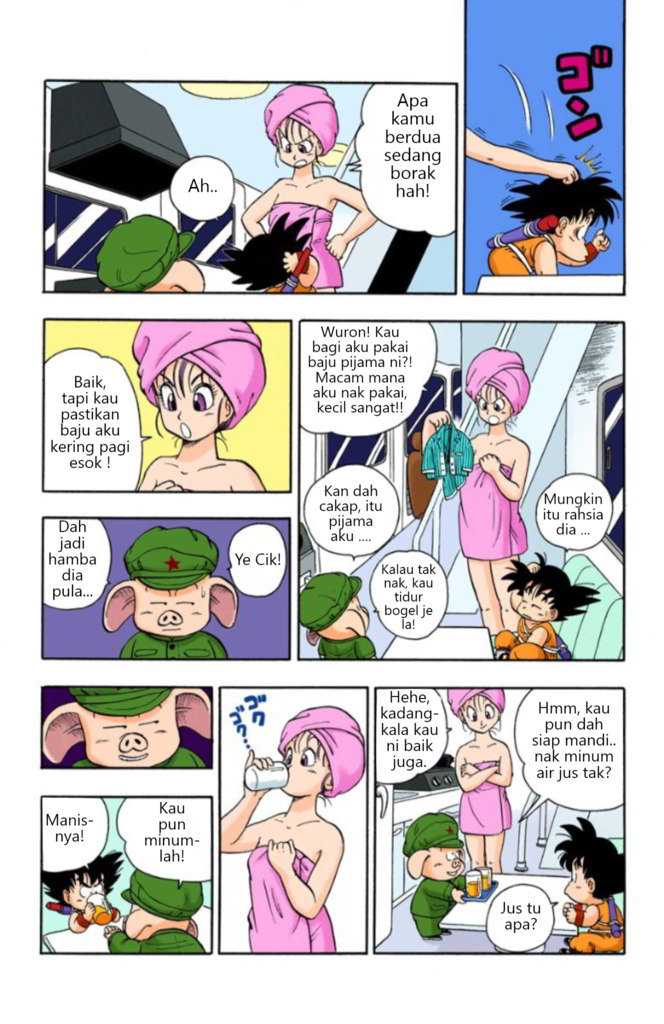 ゴン
Apa
kamu
berdua
sedang
borak
hah!
Ah..
Wuron! Kau
bagi aku pakai
baju pijama ni?!
Macam mana
aku nak pakai,
kecil sangat!!
Mungkin
itu rahsia
dia ...
Kan dah
cakap, itu
pijama
aku ....
Kalau tak
nak, kau
tidur
bogel je
la!
Baik,
tapi kau
pastikan
baju aku
kering pagi
esok !
Ye Cik!
Dah
jadi
hamba
dia
pula...
Hmm, kau
pun dah
siap mandi..
nak minum
air jus tak?
Hehe,
kadang-
kala kau
ni baik
juga.
Jus tu
apa?
ゴク
ゴク…
Kau
pun
minum-
lah!
Manis-
nya!